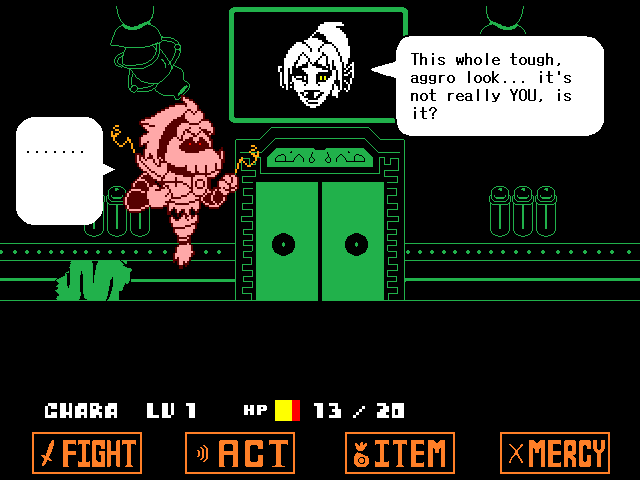 This whole tough,
aggro look... it's
not really YOU, is
it?
.......
CHARA LV 1 HP 13 / 20
FIGHT ACT ITEM MERCY